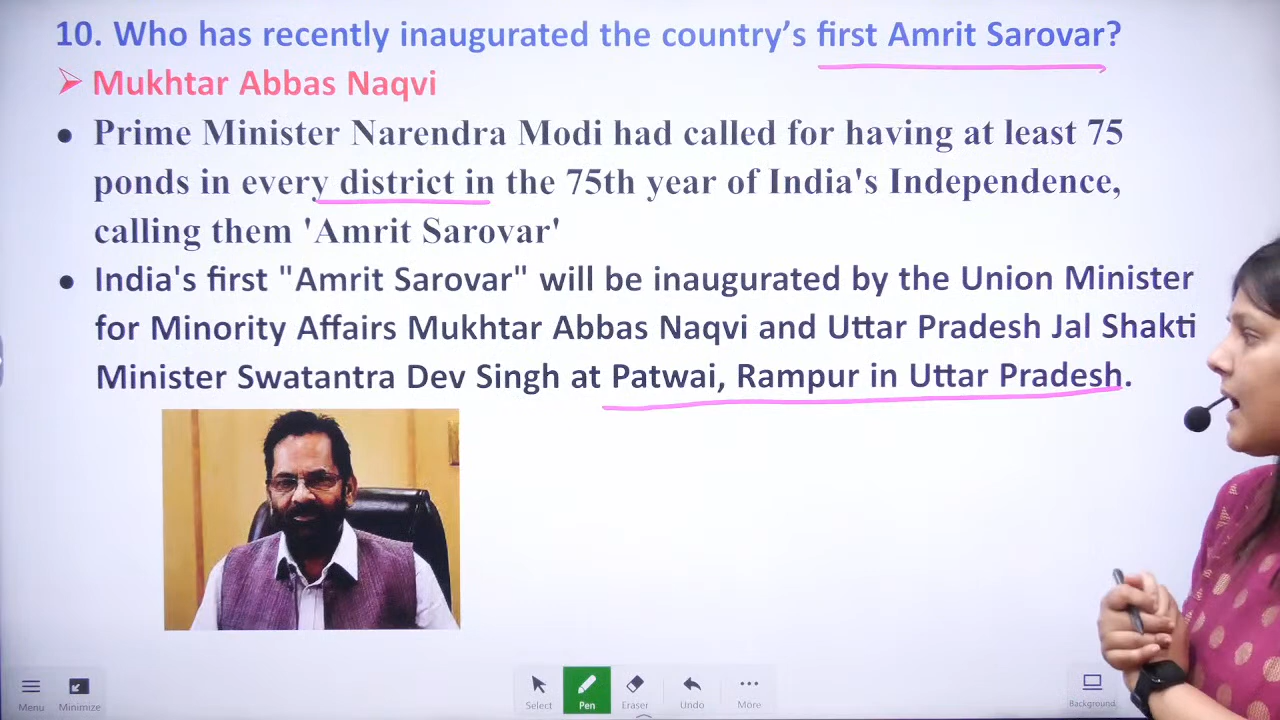 10. Who has recently inaugurated the country's first Amrit Sarovar?
➢ Mukhtar Abbas Naqvi
• Prime Minister Narendra Modi had called for having at least 75
ponds in every district in the 75th year of India's Independence,
calling them 'Amrit Sarovar'
• India's first "Amrit Sarovar" will be inaugurated by the Union Minister
for Minority Affairs Mukhtar Abbas Naqvi and Uttar Pradesh Jal Shakti
Minister Swatantra Dev Singh at Patwai, Rampur in Uttar Pradesh.
Menu Minimize Select Pen Eraser Undo More Background